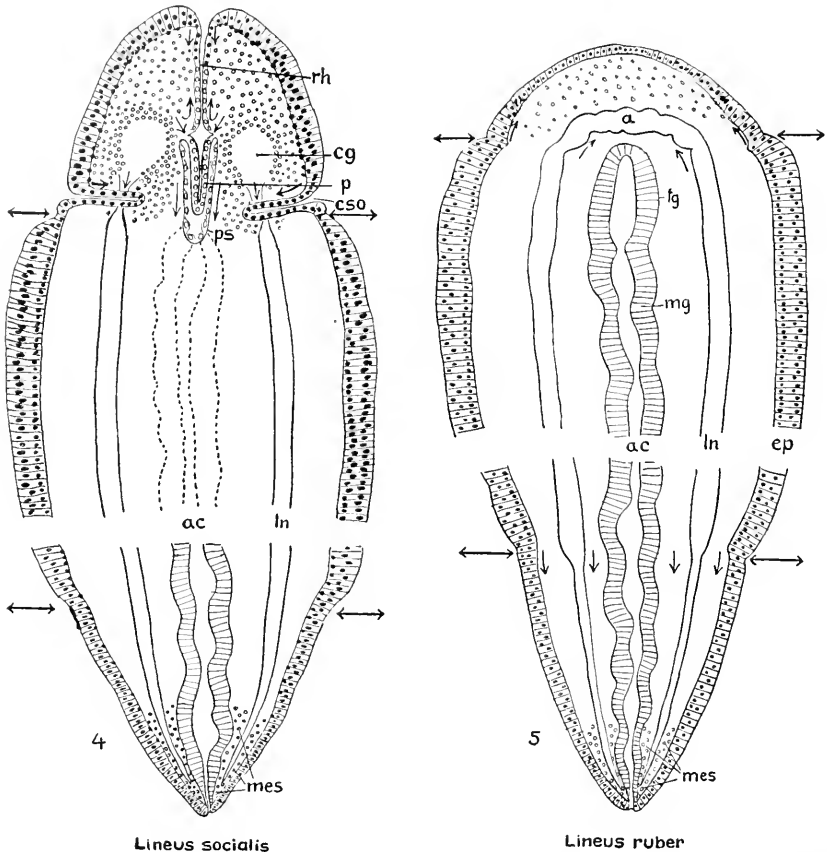 rh
cg
p
cso
ps
ac
ln
4
mes
Lineus socialis
a
fg
mg
ac
ln
ep
5
mes
Lineus ruber